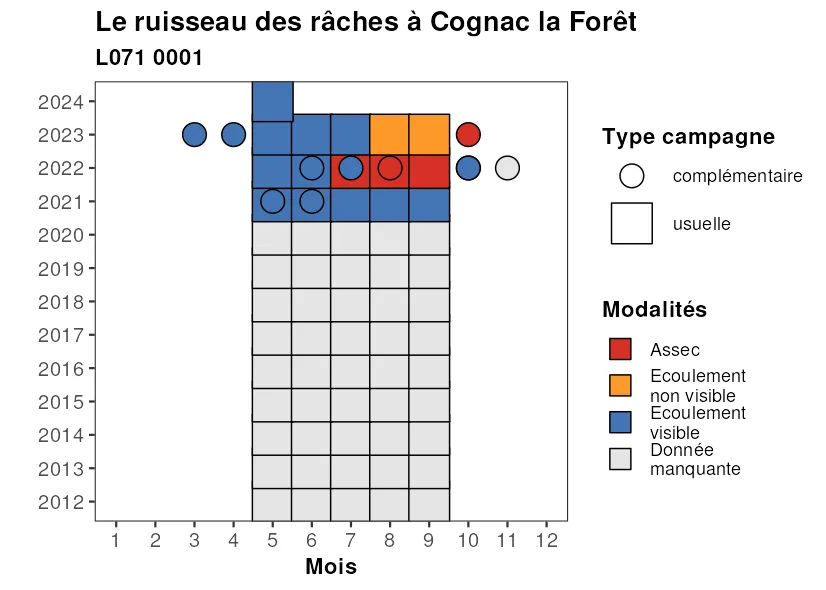 Le ruisseau des râches à Cognac la Forêt
L071 0001
2024
2023
2022
2021
2020
2019
2018
2017
2016
2015
2014
2013
2012
1 2 3 4 5 6 7 8 9 10 11 12
Mois
Type campagne
complémentaire
usuelle
Modalités
Assec
Ecoulement
non visible
Ecoulement
visible
Donnée
manquante